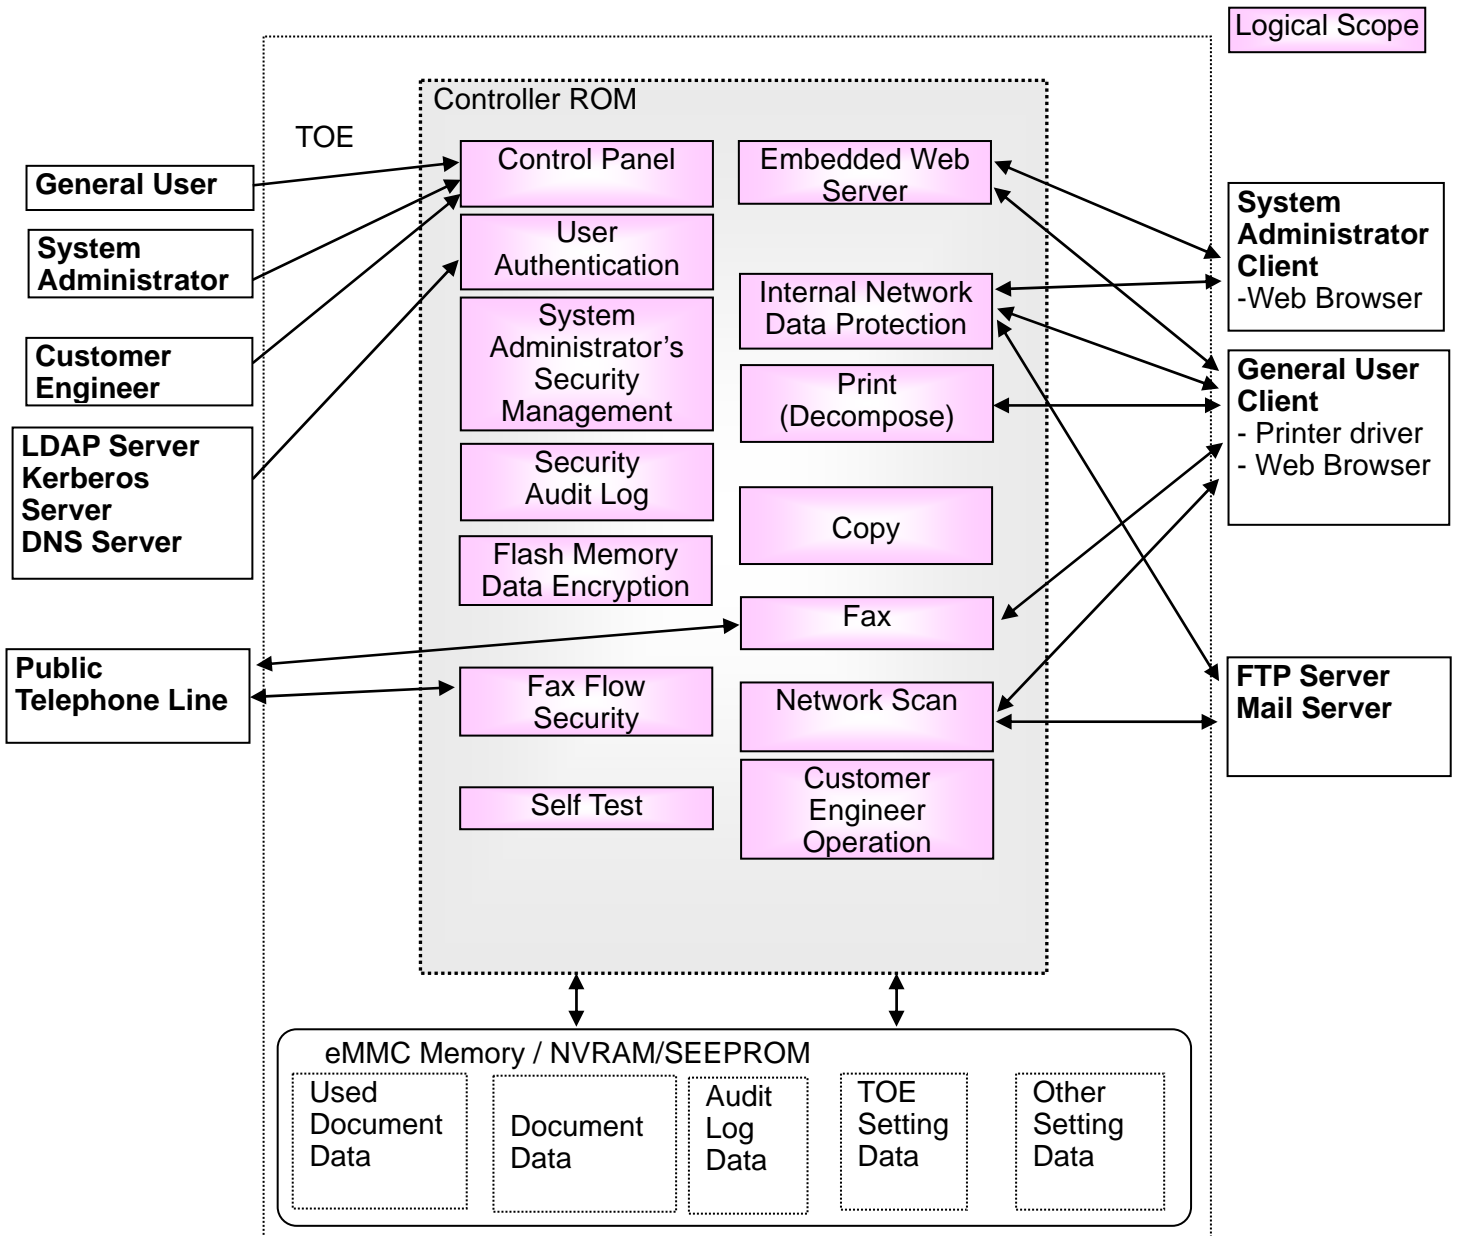 Logical Scope
Controller ROM
TOE
General User
System
Administrator
Customer
Engineer
LDAP Server
Kerberos
Server
DNS Server
Public
Telephone Line
Control Panel
User
Authentication
System
Administrator’s
Security
Management
Security
Audit Log
Flash Memory
Data Encryption
Fax Flow
Security
Self Test
Embedded Web
Server
Internal Network
Data Protection
Print
(Decompose)
Copy
Fax
Network Scan
Customer
Engineer
Operation
System
Administrator
Client
-Web Browser
General User
Client
- Printer driver
- Web Browser
FTP Server
Mail Server
eMMC Memory / NVRAM/SEEPROM
Used
Document
Data
Document
Data
Audit
Log
Data
TOE
Setting
Data
Other
Setting
Data